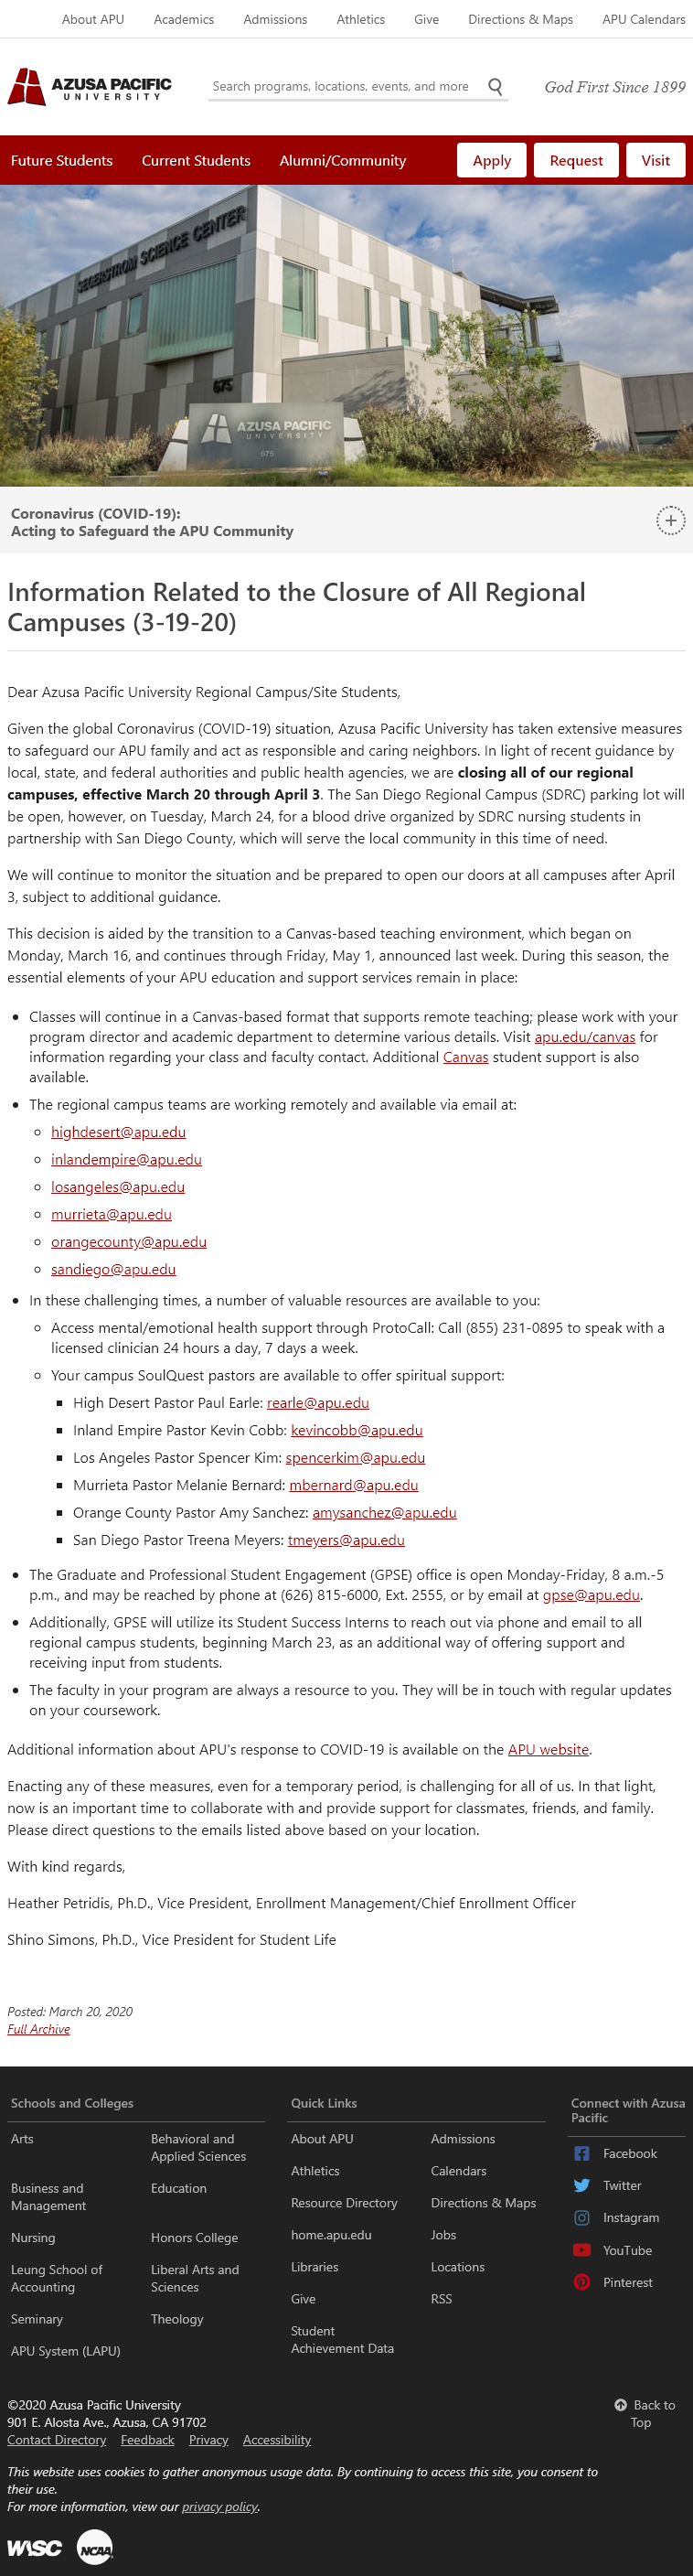 About APU Academics Admissions Athletics Give Directions & Maps APU Calendars
AZUSA PACIFIC
UNIVERSITY
Search programs, locations, events, and more
God First Since 1899
Future Students Current Students Alumni/Community Apply Request Visit
SEGERSTROM SCIENCE CENTER
675
AZUSA PACIFIC
UNIVERSITY
675
Coronavirus (COVID-19):
Acting to Safeguard the APU Community
Information Related to the Closure of All Regional
Campuses (3-19-20)
Dear Azusa Pacific University Regional Campus/Site Students,
Given the global Coronavirus (COVID-19) situation, Azusa Pacific University has taken extensive measures
to safeguard our APU family and act as responsible and caring neighbors. In light of recent guidance by
local, state, and federal authorities and public health agencies, we are closing all of our regional
campuses, effective March 20 through April 3. The San Diego Regional Campus (SDRC) parking lot will
be open, however, on Tuesday, March 24, for a blood drive organized by SDRC nursing students in
partnership with San Diego County, which will serve the local community in this time of need.
We will continue to monitor the situation and be prepared to open our doors at all campuses after April
3, subject to additional guidance.
This decision is aided by the transition to a Canvas-based teaching environment, which began on
Monday, March 16, and continues through Friday, May 1, announced last week. During this season, the
essential elements of your APU education and support services remain in place:
• Classes will continue in a Canvas-based format that supports remote teaching; please work with your
program director and academic department to determine various details. Visit apu.edu/canvas for
information regarding your class and faculty contact. Additional Canvas student support is also
available.
• The regional campus teams are working remotely and available via email at:
highdesert@apu.edu
inlandempire@apu.edu
losangeles@apu.edu
murrieta@apu.edu
orangecounty@apu.edu
sandiego@apu.edu
• In these challenging times, a number of valuable resources are available to you:
Access mental/emotional health support through ProtoCall: Call (855) 231-0895 to speak with a
licensed clinician 24 hours a day, 7 days a week.
Your campus SoulQuest pastors are available to offer spiritual support:
High Desert Pastor Paul Earle: rearle@apu.edu
Inland Empire Pastor Kevin Cobb: kevincobb@apu.edu
Los Angeles Pastor Spencer Kim: spencerkim@apu.edu
Murrieta Pastor Melanie Bernard: mbernard@apu.edu
Orange County Pastor Amy Sanchez: amysanchez@apu.edu
San Diego Pastor Treena Meyers: tmeyers@apu.edu
• The Graduate and Professional Student Engagement (GPSE) office is open Monday-Friday, 8 a.m.-5
p.m., and may be reached by phone at (626) 815-6000, Ext. 2555, or by email at gpse@apu.edu.
• Additionally, GPSE will utilize its Student Success Interns to reach out via phone and email to all
regional campus students, beginning March 23, as an additional way of offering support and
receiving input from students.
• The faculty in your program are always a resource to you. They will be in touch with regular updates
on your coursework.
Additional information about APU's response to COVID-19 is available on the APU website.
Enacting any of these measures, even for a temporary period, is challenging for all of us. In that light,
now is an important time to collaborate with and provide support for classmates, friends, and family.
Please direct questions to the emails listed above based on your location.
With kind regards,
Heather Petridis, Ph.D., Vice President, Enrollment Management/Chief Enrollment Officer
Shino Simons, Ph.D., Vice President for Student Life
Posted: March 20, 2020
Full Archive
Schools and Colleges
Arts
Behavioral and
Applied Sciences
Business and
Management
Education
Nursing
Honors College
Leung School of
Accounting
Liberal Arts and
Sciences
Seminary
Theology
APU System (LAPU)
Quick Links
About APU
Admissions
Athletics
Calendars
Resource Directory
Directions & Maps
home.apu.edu
Jobs
Libraries
Locations
Give
RSS
Student
Achievement Data
Connect with Azusa
Pacific
Facebook
Twitter
Instagram
YouTube
Pinterest
©2020 Azusa Pacific University
901 E. Alosta Ave., Azusa, CA 91702
Contact Directory Feedback Privacy Accessibility
Back to
Top
This website uses cookies to gather anonymous usage data. By continuing to access this site, you consent to
their use.
For more information, view our privacy policy.
WASC NCAA